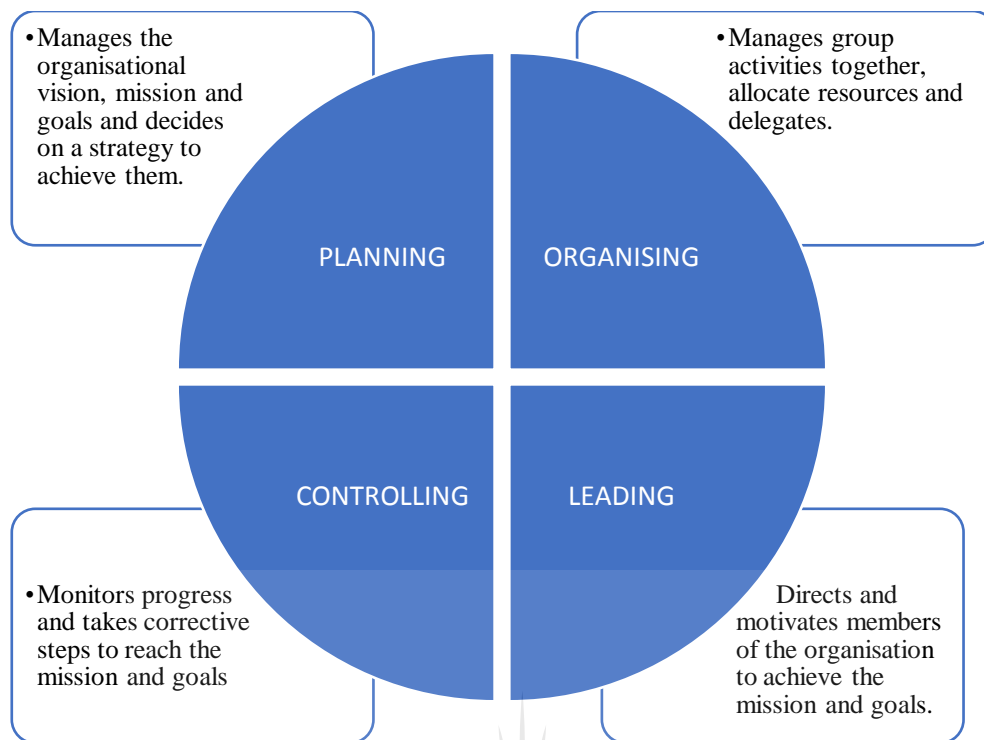 •Manages the
organisational
vision, mission and
goals and decides
on a strategy to
achieve them.
•Manages group
activities together,
allocate resources and
delegates.
PLANNING
ORGANISING
CONTROLLING
LEADING
•Monitors progress
and takes corrective
steps to reach the
mission and goals
Directs and
motivates members
of the organisation
to achieve the
mission and goals.